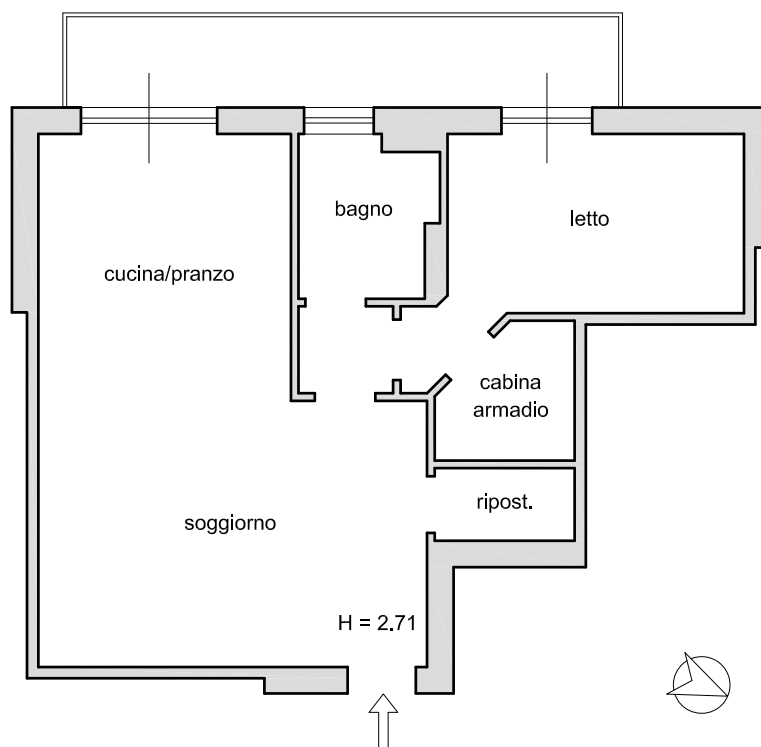 bagno
letto
cucina/pranzo
cabina
armadio
ripost.
soggiorno
H = 2.71